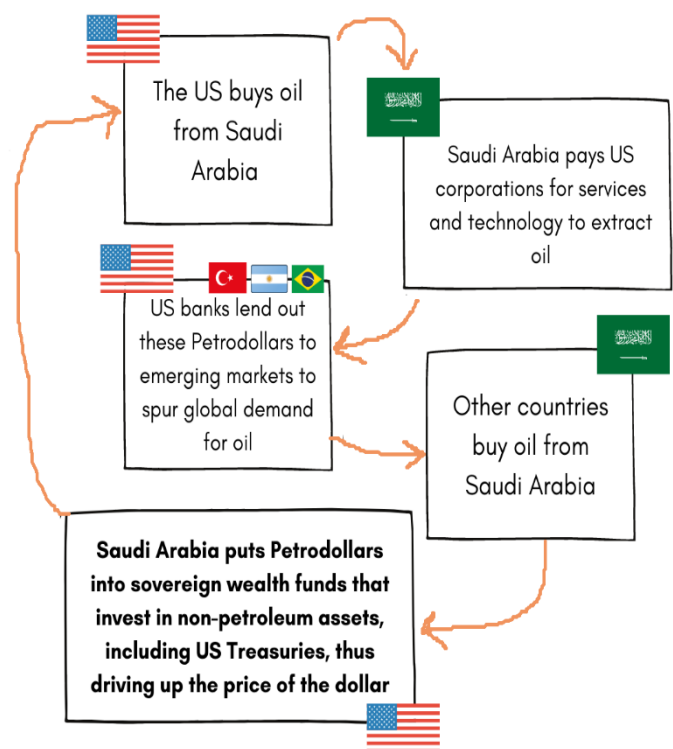 The US buys oil
from Saudi
Arabia
Saudi Arabia pays US
corporations for services
and technology to extract
oil
US banks lend out
these Petrodollars to
emerging markets to
spur global demand
for oil
Other countries
buy oil from
Saudi Arabia
Saudi Arabia puts Petrodollars
into sovereign wealth funds that
invest in non-petroleum assets,
including US Treasuries, thus
driving up the price of the dollar